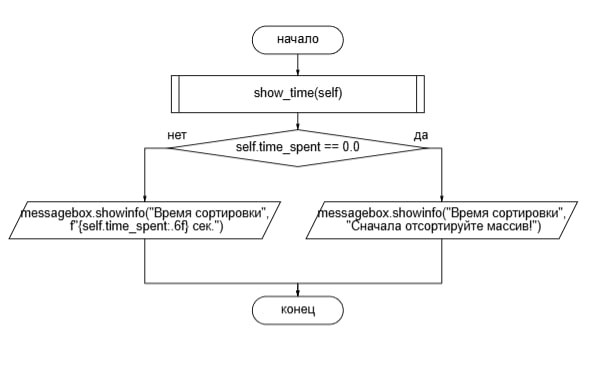 начало
show_time(self)
нет
да
self.time_spent == 0.0
messagebox.showinfo("Время сортировки",
f"{self.time_spent:.6f} сек.")
messagebox.showinfo("Время сортировки",
"Сначала отсортируйте массив!")
конец